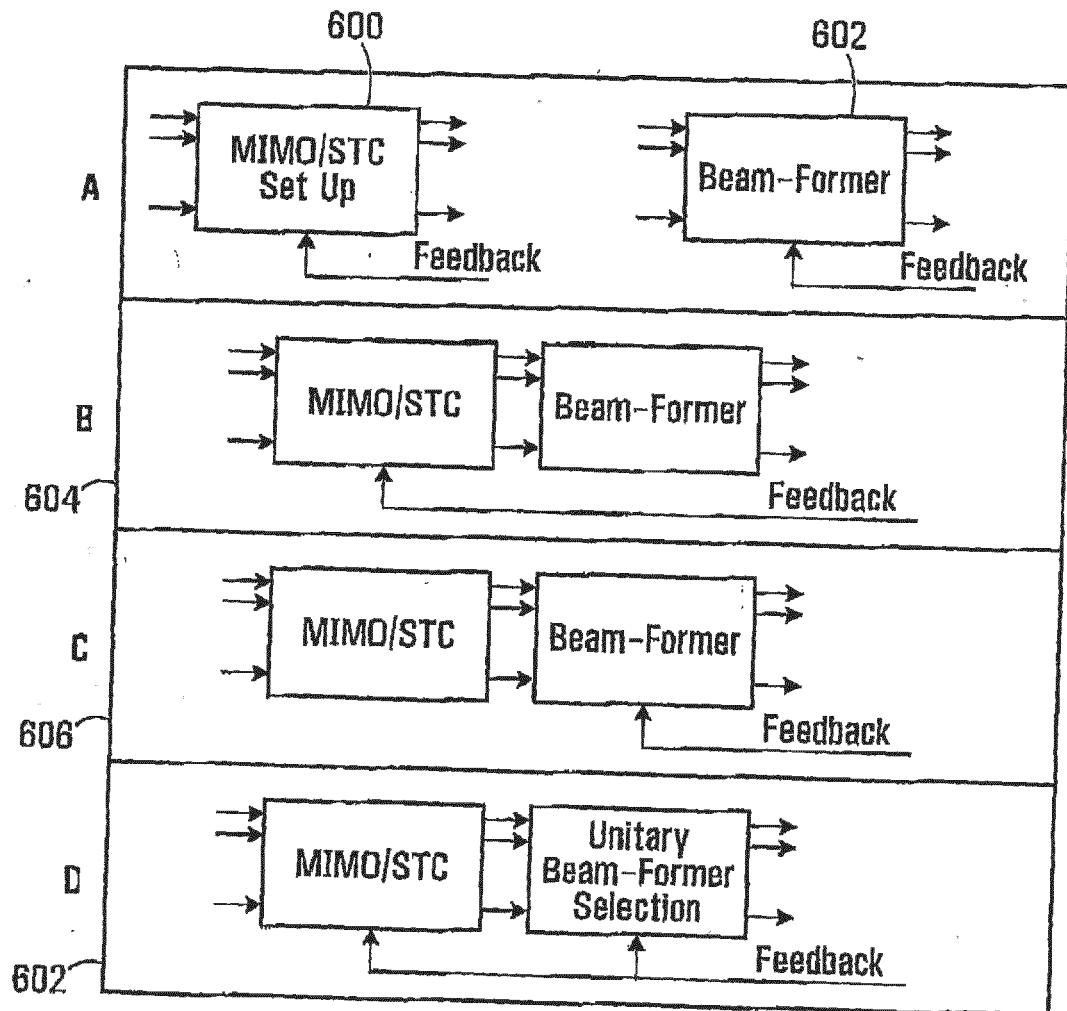 600
602
A
MIMO/STC
Set Up
Beam-Former
Feedback
Feedback
B
MIMO/STC
Beam-Former
604
Feedback
C
MIMO/STC
Beam-Former
606
Feedback
D
MIMO/STC
Unitary
Beam-Former
Selection
602
Feedback